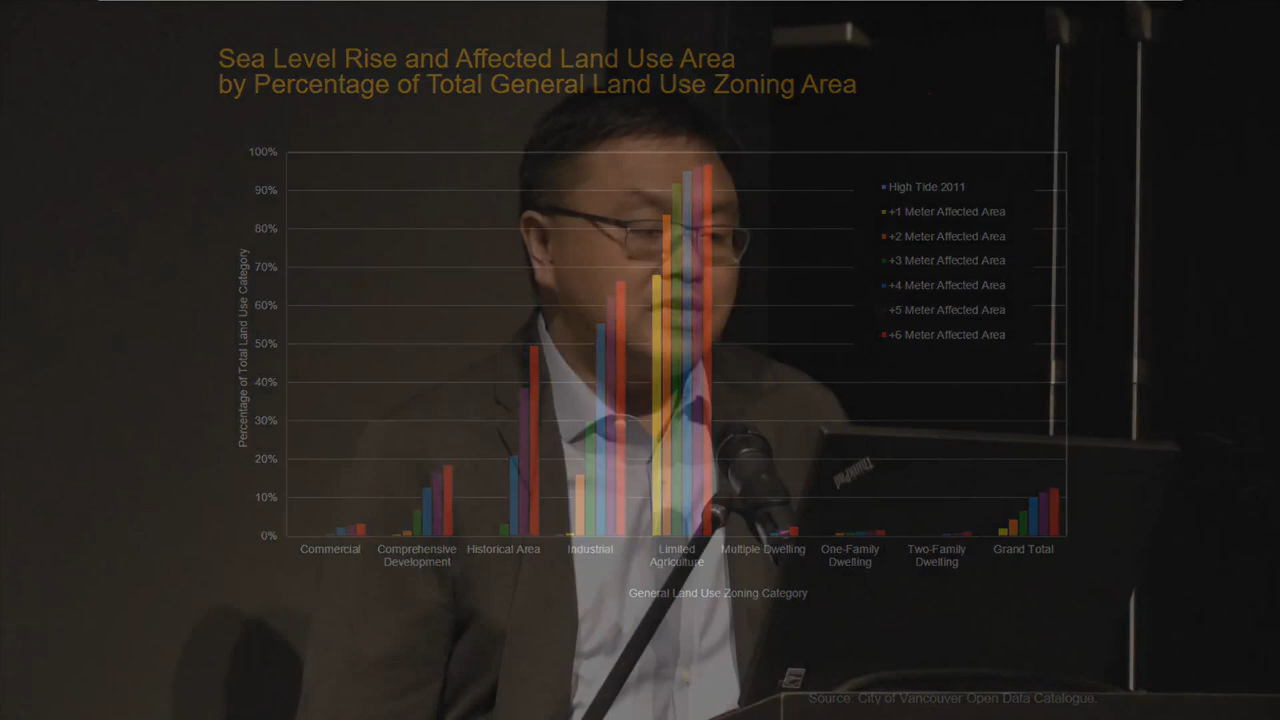 Sea Level Rise and Affected Land Use Area
by Percentage of Total General Land Use Zoning Area
100%
90%
80%
70%
60%
50%
40%
30%
20%
10%
0%
Percentage of Total Land Use Category
High Tide 2011
+1 Meter Affected Area
+2 Meter Affected Area
+3 Meter Affected Area
+4 Meter Affected Area
+5 Meter Affected Area
+6 Meter Affected Area
ThinkPad
Commercial
Comprehensive
Development
Historical Area
Industrial
Limited
Agriculture
Multiple Dwelling
One-Family
Dwelling
Two-Family
Dwelling
Grand Total
General Land Use Zoning Category
Source: City of Vancouver Open Data Catalogue.